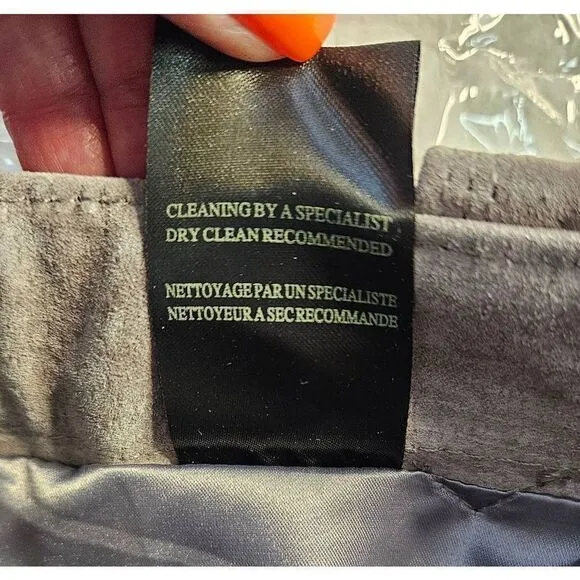 CLEANING BY A SPECIALIST
DRY CLEAN RECOMMENDED
NETTOYAGE PAR UN SPECIALISTE
NETTOYEUR A SEC RECOMMANDE